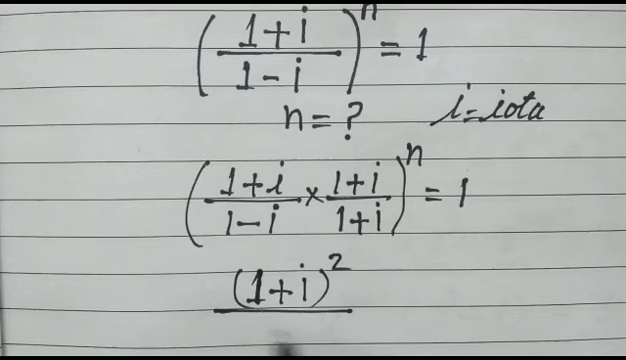 (1+i / 1-i)^n = 1
n = ? i = iota
(1+i / 1-i × 1+i / 1+i)^n = 1
(1+i)^2